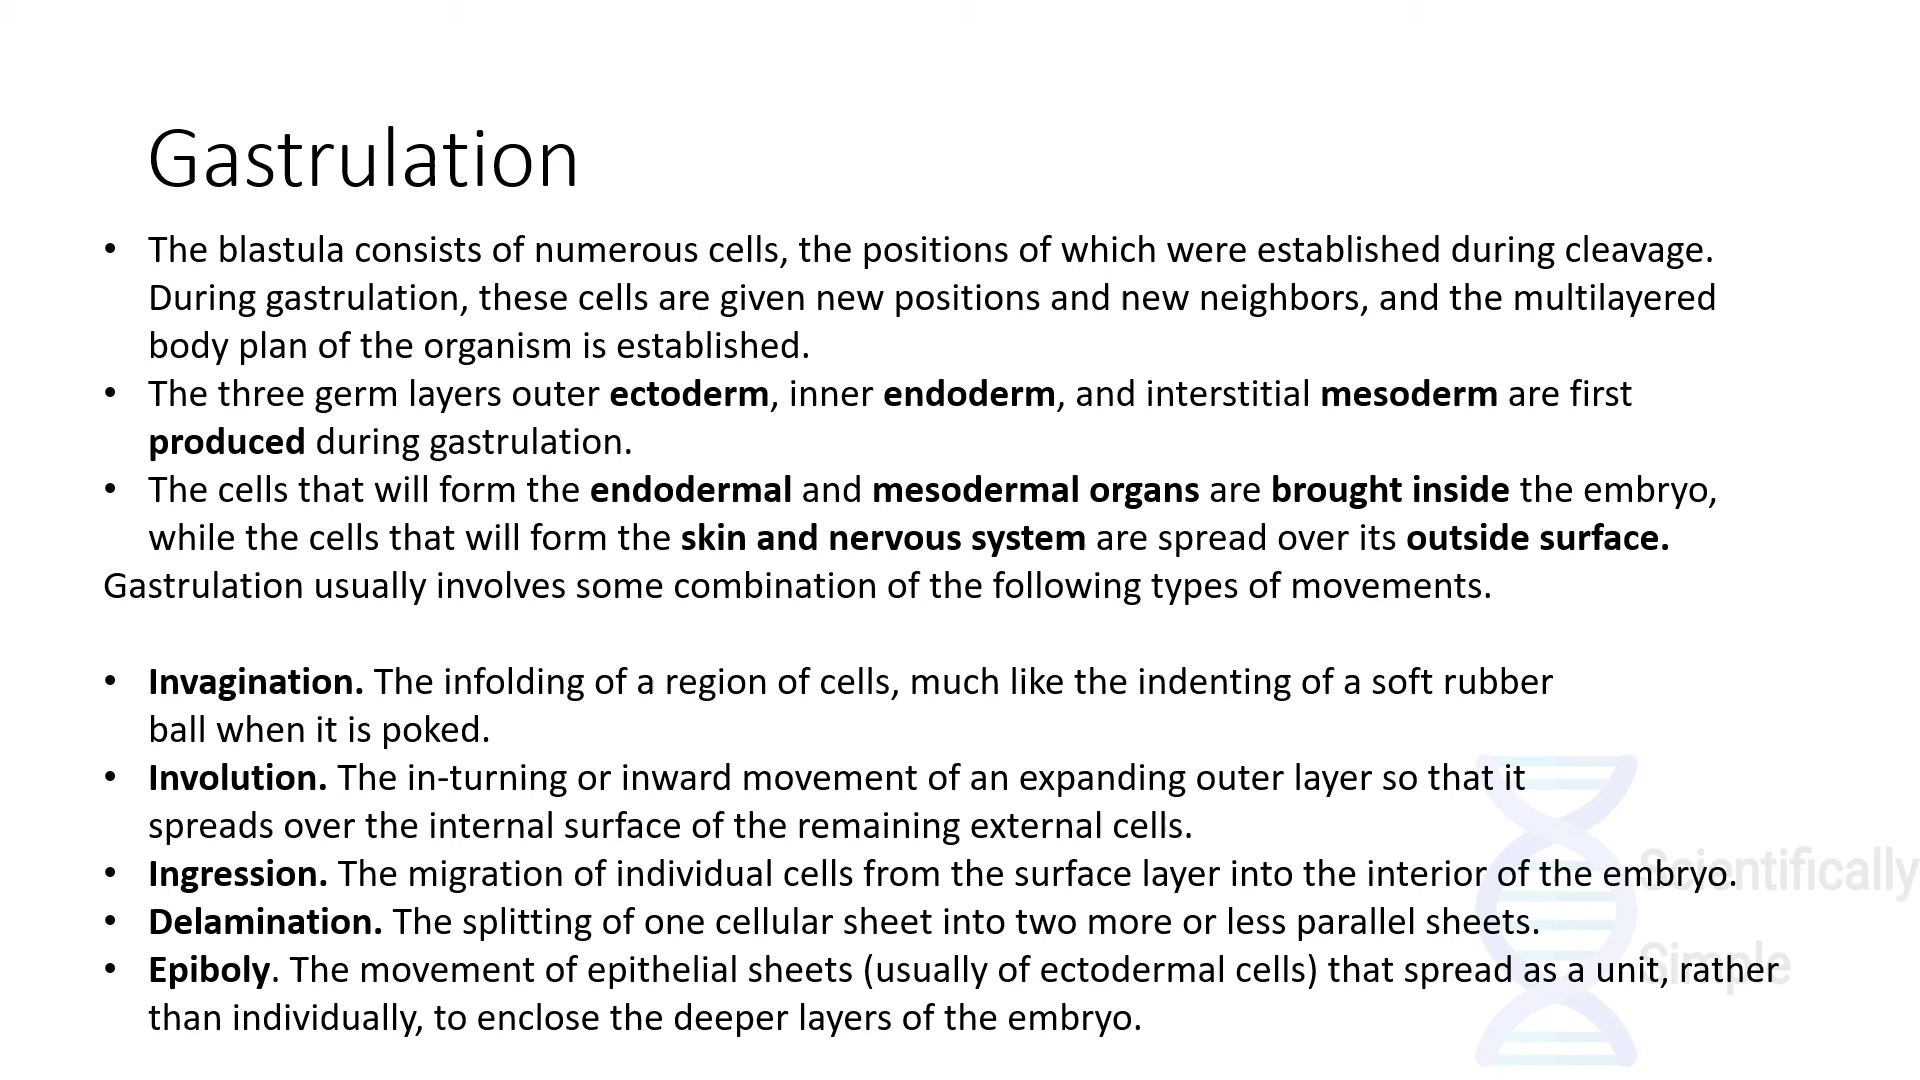 Gastrulation
• The blastula consists of numerous cells, the positions of which were established during cleavage.
During gastrulation, these cells are given new positions and new neighbors, and the multilayered
body plan of the organism is established.
• The three germ layers outer ectoderm, inner endoderm, and interstitial mesoderm are first
produced during gastrulation.
• The cells that will form the endodermal and mesodermal organs are brought inside the embryo,
while the cells that will form the skin and nervous system are spread over its outside surface.
Gastrulation usually involves some combination of the following types of movements.
• Invagination. The infolding of a region of cells, much like the indenting of a soft rubber
ball when it is poked.
• Involution. The in-turning or inward movement of an expanding outer layer so that it
spreads over the internal surface of the remaining external cells.
• Ingression. The migration of individual cells from the surface layer into the interior of the embryo.
• Delamination. The splitting of one cellular sheet into two more or less parallel sheets.
• Epiboly. The movement of epithelial sheets (usually of ectodermal cells) that spread as a unit, rather
than individually, to enclose the deeper layers of the embryo.
Scientifically
Simple